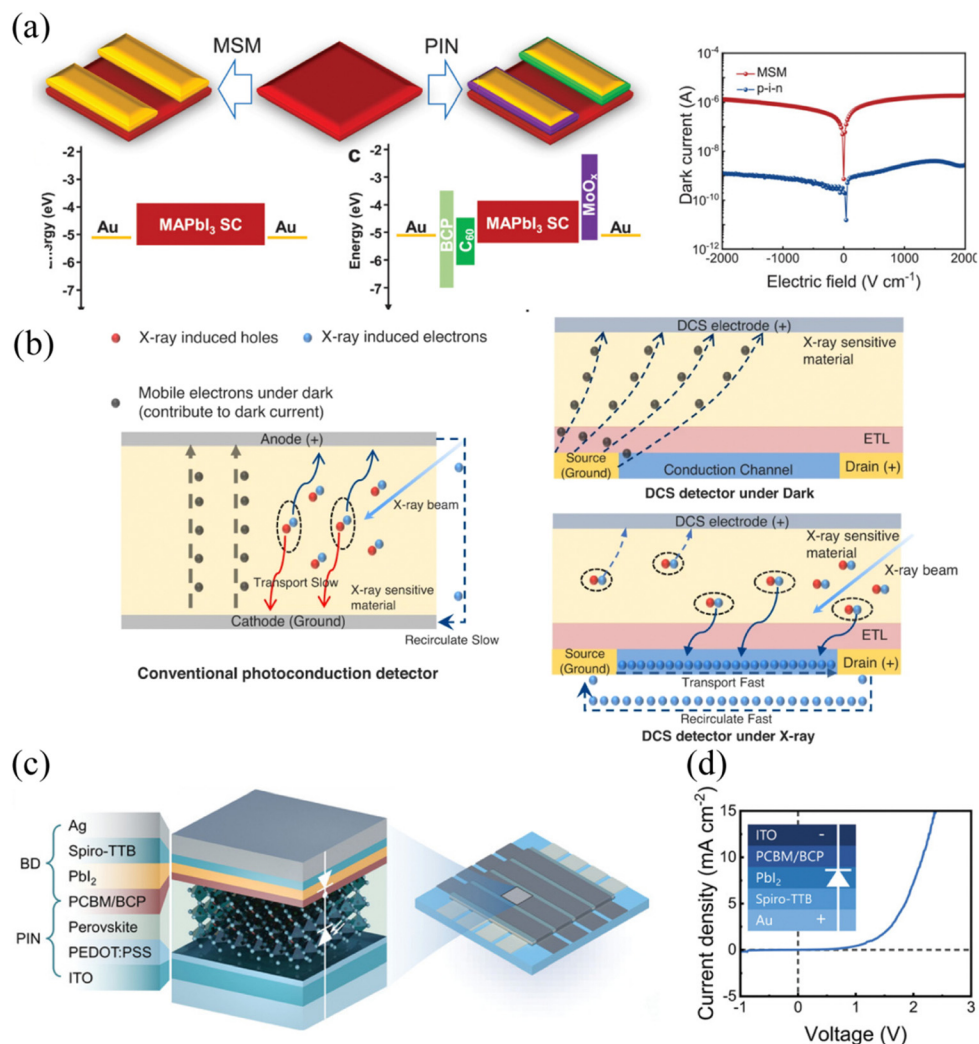 (a)
MSM
PIN
-2
-3
-4
-5
-6
-7
Au
MAPbI₃ SC
Au
c
Energy (eV)
-2
-3
-4
-5
-6
-7
Au
BCP
C₆₀
MAPbI₃ SC
MoOₓ
Au
Dark current (A)
10⁻⁴
10⁻⁶
10⁻⁸
10⁻¹⁰
10⁻¹²
MSM
p-i-n
-2000
-1000
0
1000
2000
Electric field (V cm⁻¹)
(b)
X-ray induced holes
X-ray induced electrons
Mobile electrons under dark
(contribute to dark current)
Anode (+)
X-ray beam
Transport Slow
X-ray sensitive
material
Cathode (Ground)
Recirculate Slow
Conventional photoconduction detector
DCS electrode (+)
X-ray sensitive
material
ETL
Source
(Ground)
Conduction Channel
Drain (+)
DCS detector under Dark
DCS electrode (+)
X-ray sensitive
material
X-ray beam
ETL
Source
(Ground)
Drain (+)
Transport Fast
Recirculate Fast
DCS detector under X-ray
(c)
BD
PIN
Ag
Spiro-TTB
PbI₂
PCBM/BCP
Perovskite
PEDOT:PSS
ITO
(d)
Current density (mA cm⁻²)
15
10
5
0
-5
ITO -
PCBM/BCP
PbI₂
Spiro-TTB
Au +
-1
0
1
2
3
Voltage (V)